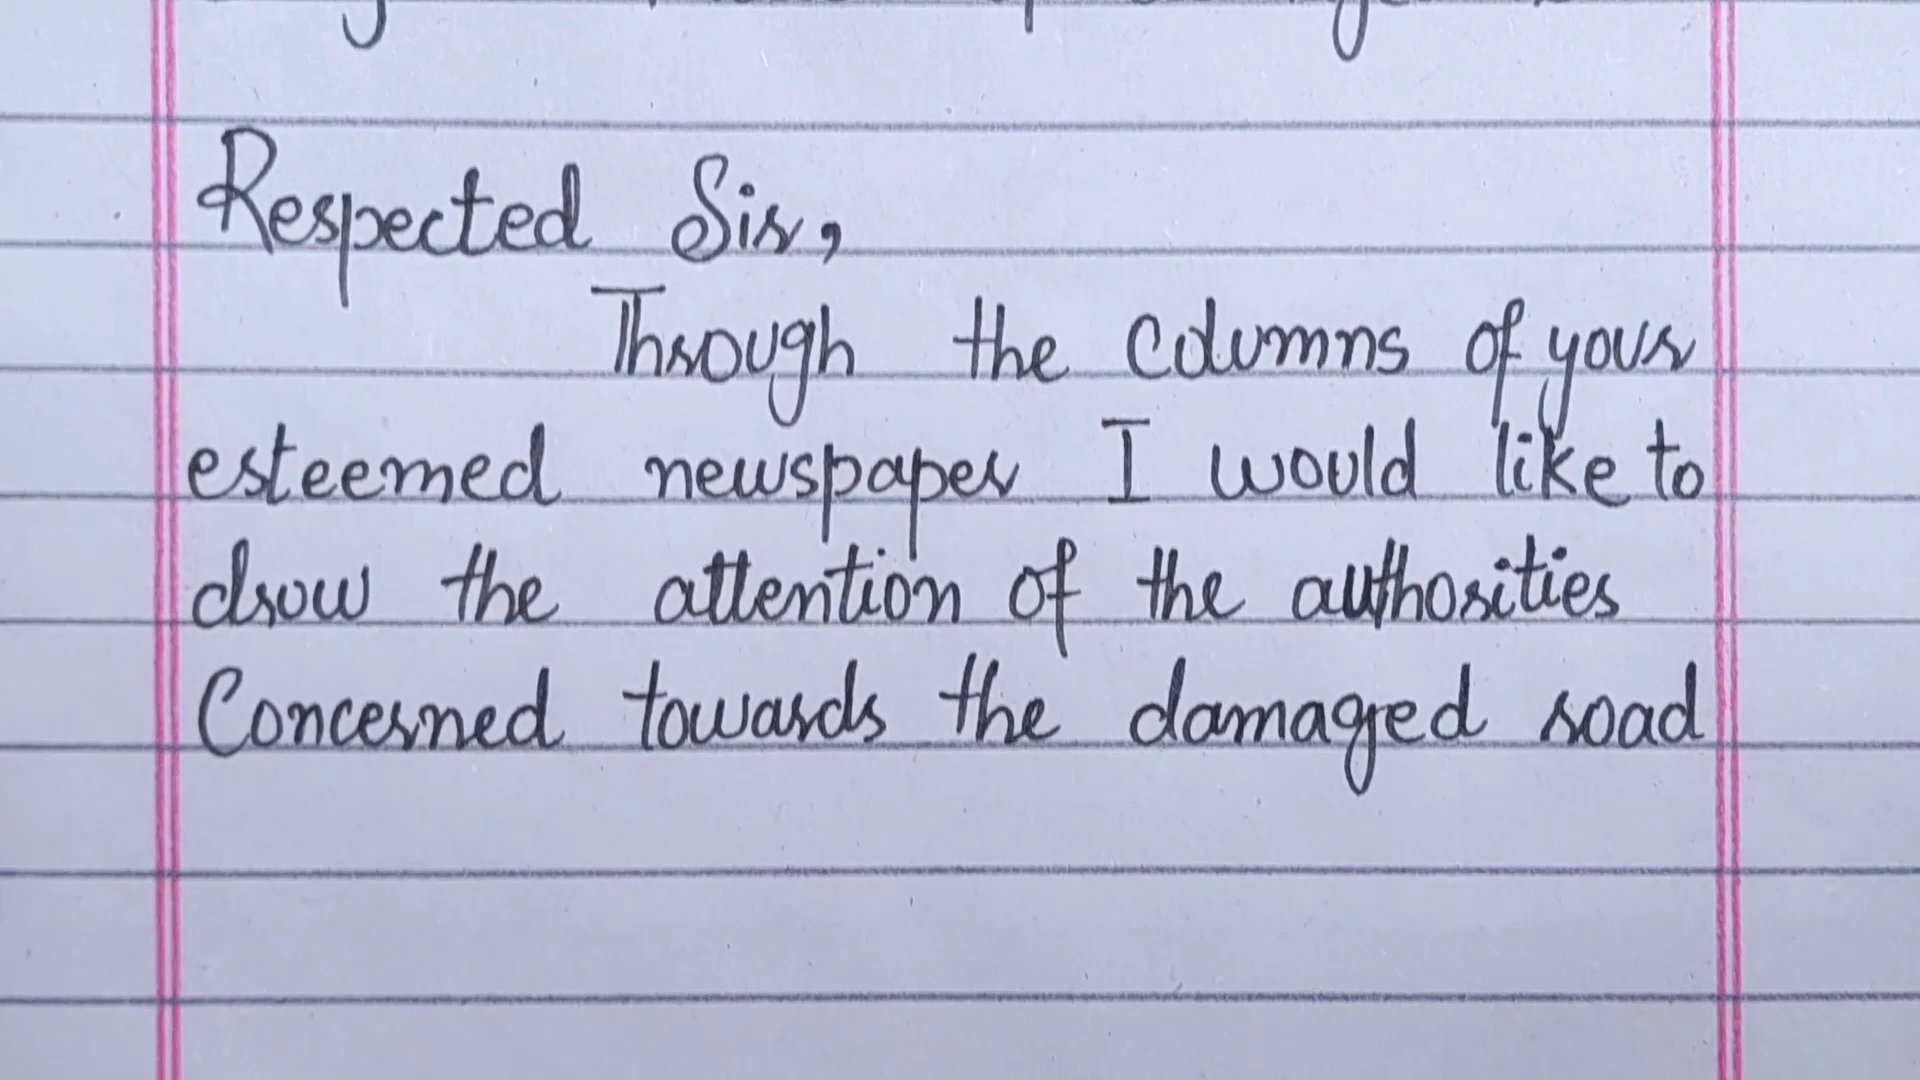 Respected Sir,
Through the Columns of your
esteemed newspaper I would like to
draw the attention of the authorities
Concerned towards the damaged road